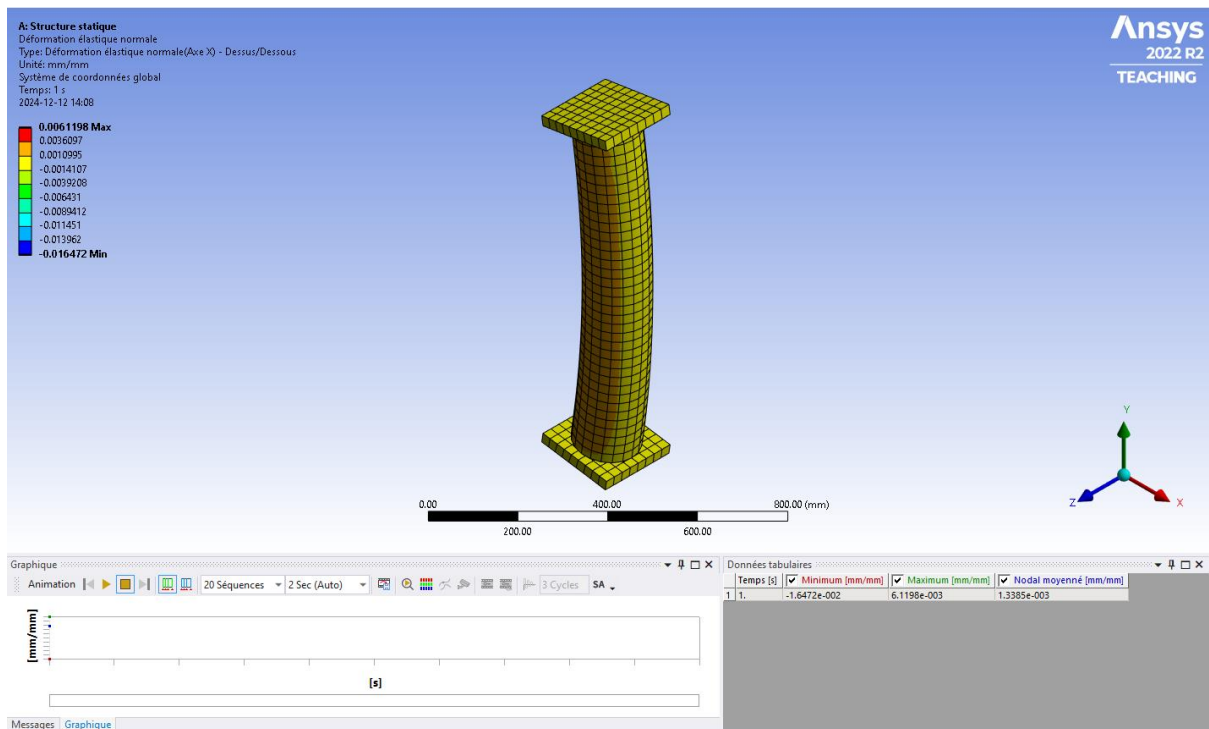 A: Structure statique
Déformation élastique normale
Type: Déformation élastique normale(Axe X) - Dessus/Dessous
Unité: mm/mm
Système de coordonnées global
Temps: 1 s
2024-12-12 14:08
0.0061198 Max
0.0036097
0.0010995
-0.0014107
-0.0039208
-0.006431
-0.0089412
-0.011451
-0.013962
-0.016472 Min
Ansys
2022 R2
TEACHING
Y
Z
X
0.00
400.00
800.00 (mm)
200.00
600.00
Graphique
Animation
20 Séquences
2 Sec (Auto)
3 Cycles
SA
[mm/mm]
[s]
Messages
Graphique
Données tabulaires
Temps [s] Minimum [mm/mm] Maximum [mm/mm] Nodal moyenné [mm/mm]
1 1. -1.6472e-002 6.1198e-003 1.3385e-003